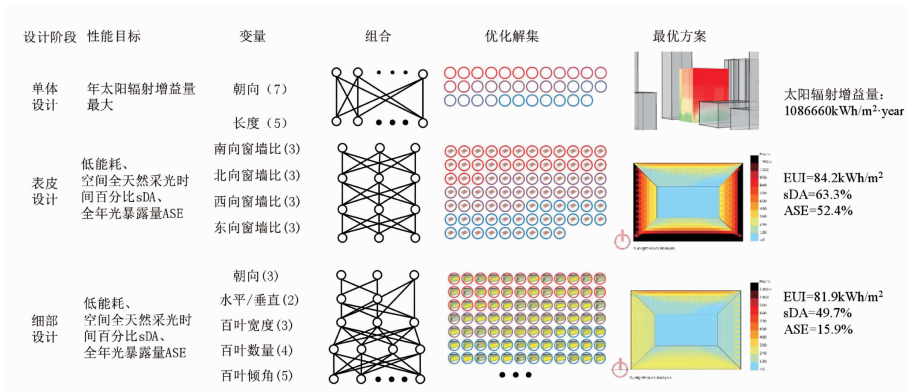 设计阶段 性能目标 变量 组合 优化解集 最优方案
单体
设计
年太阳辐射增益量
最大
朝向（7）
长度（5）
太阳辐射增益量：
1086660kWh/m²·year
表皮
设计
低能耗、
空间全天然采光时
间百分比sDA、
全年光暴露量ASE
南向窗墙比(3)
北向窗墙比(3)
西向窗墙比(3)
东向窗墙比(3)
EUI=84.2kWh/m²
sDA=63.3%
ASE=52.4%
细部
设计
低能耗、
空间全天然采光时
间百分比sDA、
全年光暴露量ASE
朝向(3)
水平/垂直(2)
百叶宽度(3)
百叶数量(4)
百叶倾角(5)
EUI=81.9kWh/m²
sDA=49.7%
ASE=15.9%